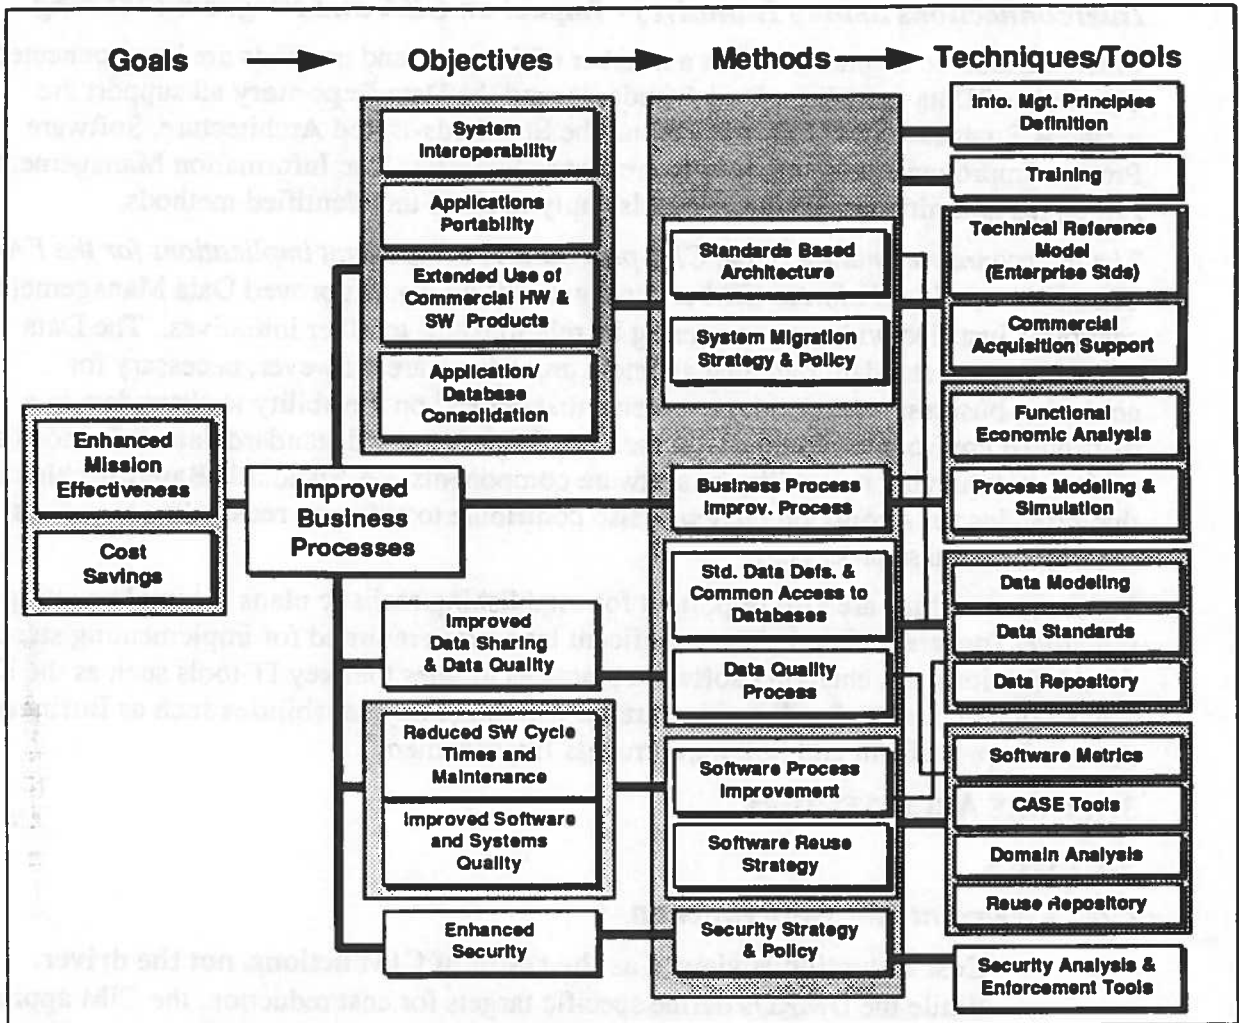 Goals
Objectives
Methods
Techniques/Tools
Enhanced
Mission
Effectiveness
Cost
Savings
Improved
Business
Processes
System
Interoperability
Applications
Portability
Extended Use of
Commercial HW &
SW Products
Application/
Database
Consolidation
Improved
Data Sharing
& Data Quality
Reduced SW Cycle
Times and
Maintenance
Improved Software
and Systems
Quality
Enhanced
Security
Standards Based
Architecture
System Migration
Strategy & Policy
Business Process
Improv. Process
Std. Data Defs. &
Common Access to
Databases
Data Quality
Process
Software Process
Improvement
Software Reuse
Strategy
Security Strategy
& Policy
Info. Mgt. Principles
Definition
Training
Technical Reference
Model
(Enterprise Stds)
Commercial
Acquisition Support
Functional
Economic Analysis
Process Modeling &
Simulation
Data Modeling
Data Standards
Data Repository
Software Metrics
CASE Tools
Domain Analysis
Reuse Repository
Security Analysis &
Enforcement Tools